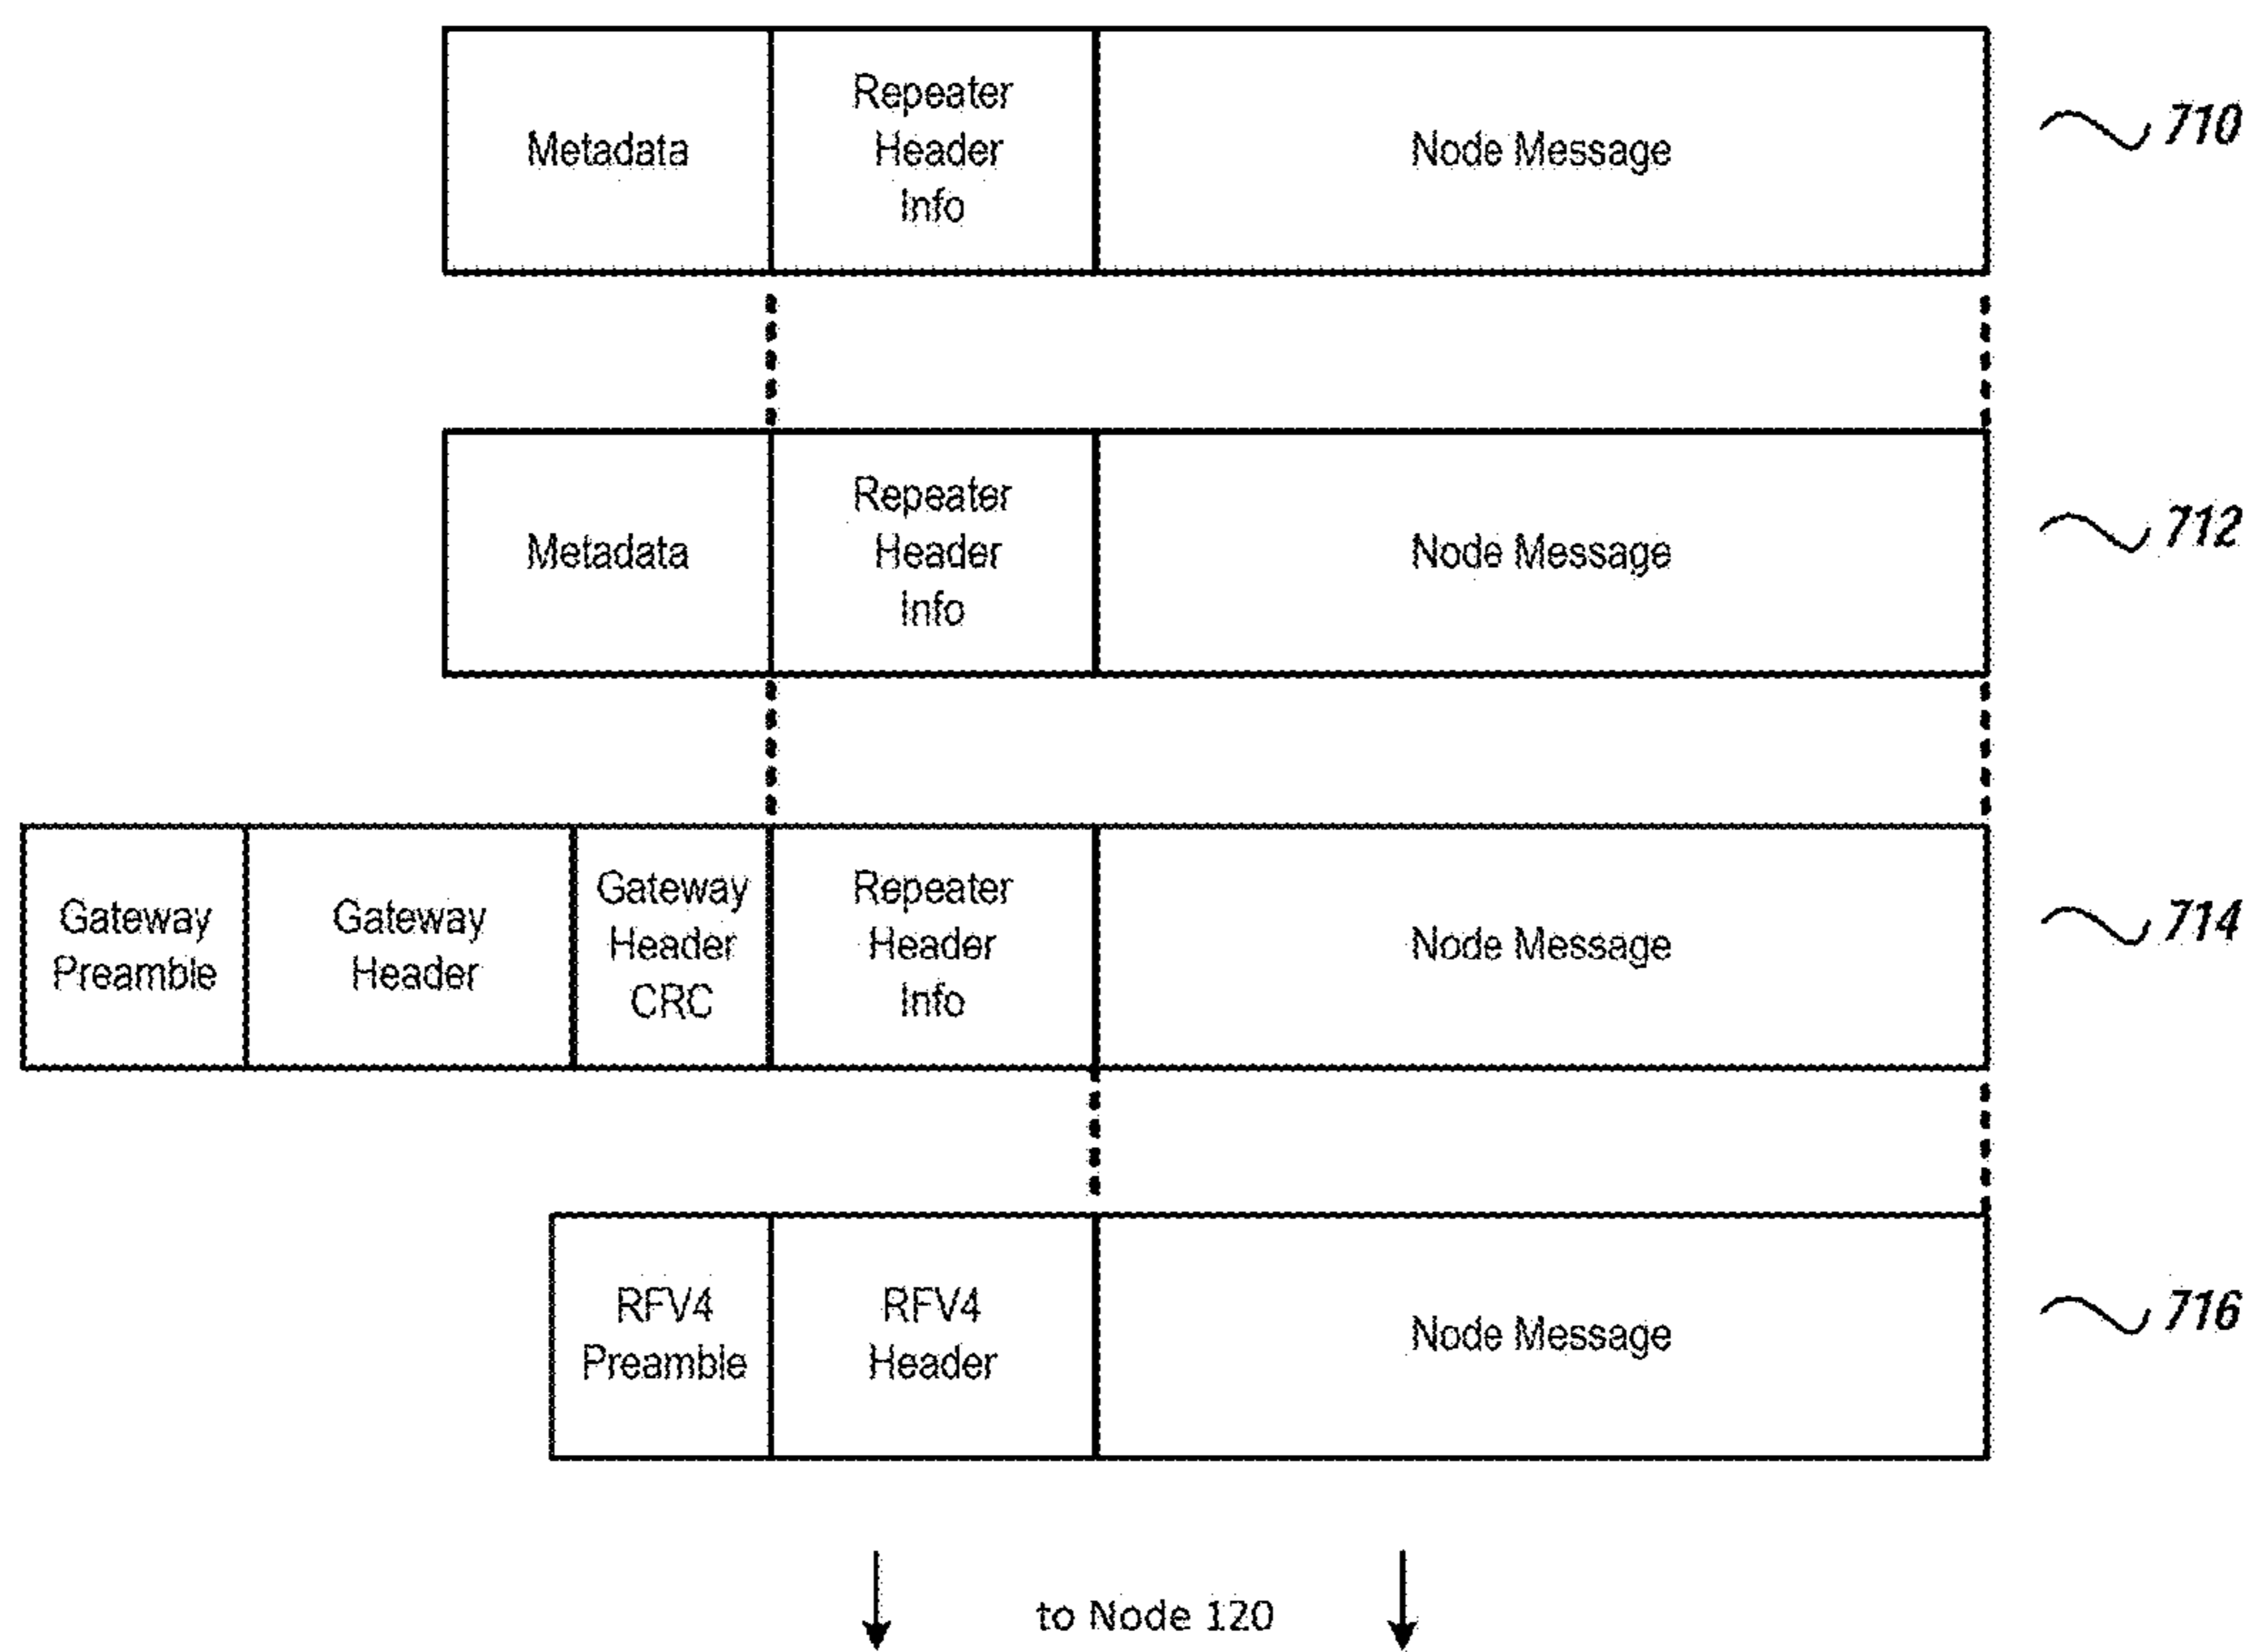 Metadata
Repeater
Header
Info
Node Message
710
Metadata
Repeater
Header
Info
Node Message
712
Gateway
Preamble
Gateway
Header
Gateway
Header
CRC
Repeater
Header
Info
Node Message
714
RFV4
Preamble
RFV4
Header
Node Message
716
to Node 120